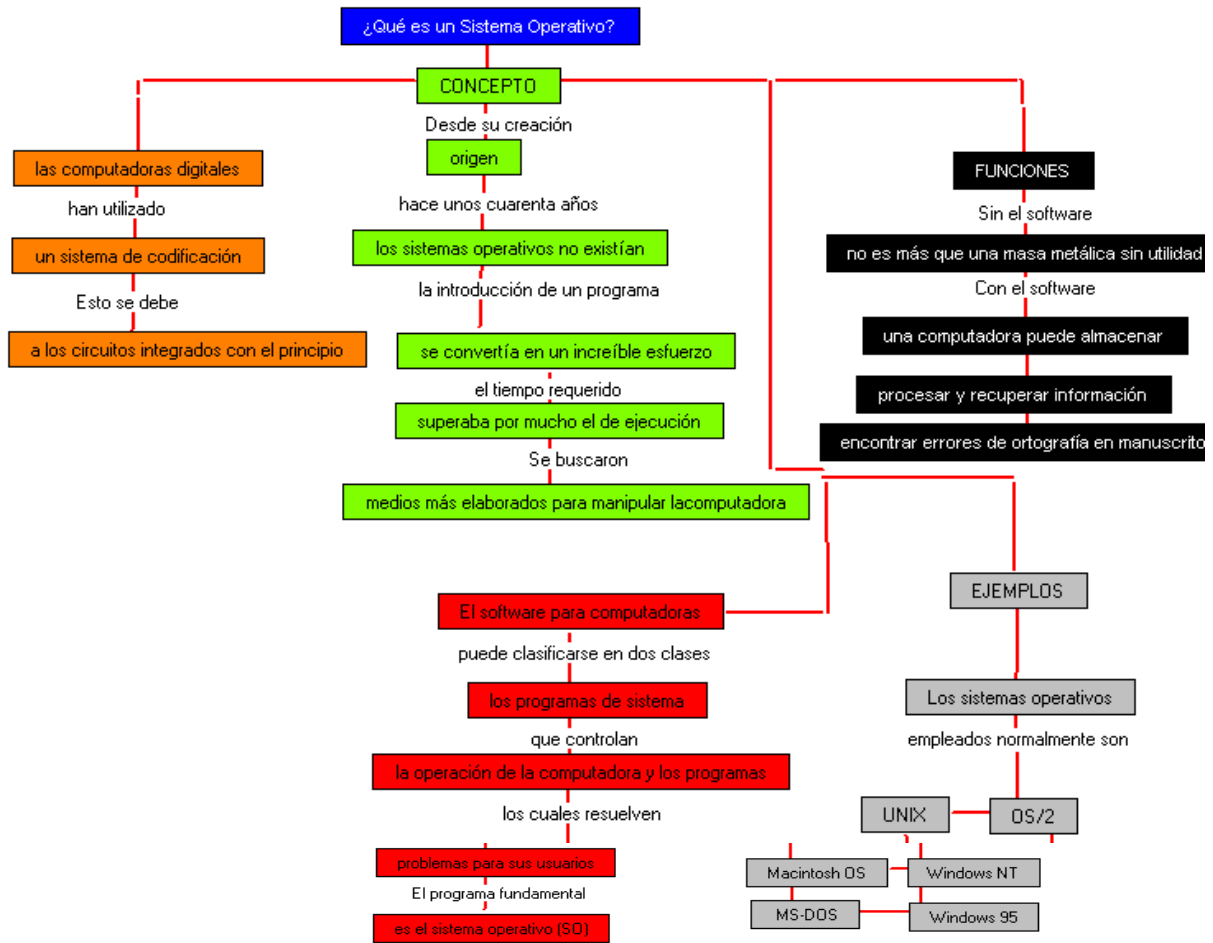 ¿Qué es un Sistema Operativo?
CONCEPTO
las computadoras digitales
han utilizado
un sistema de codificación
Esto se debe
a los circuitos integrados con el principio
Desde su creación
origen
hace unos cuarenta años
los sistemas operativos no existían
la introducción de un programa
se convertía en un increíble esfuerzo
el tiempo requerido
superaba por mucho el de ejecución
Se buscaron
medios más elaborados para manipular lacomputadora
FUNCIONES
Sin el software
no es más que una masa metálica sin utilidad
Con el software
una computadora puede almacenar
procesar y recuperar información
encontrar errores de ortografía en manuscrito
El software para computadoras
puede clasificarse en dos clases
los programas de sistema
que controlan
la operación de la computadora y los programas
los cuales resuelven
problemas para sus usuarios
El programa fundamental
es el sistema operativo (SO)
EJEMPLOS
Los sistemas operativos
empleados normalmente son
UNIX
OS/2
Macintosh OS
Windows NT
MS-DOS
Windows 95